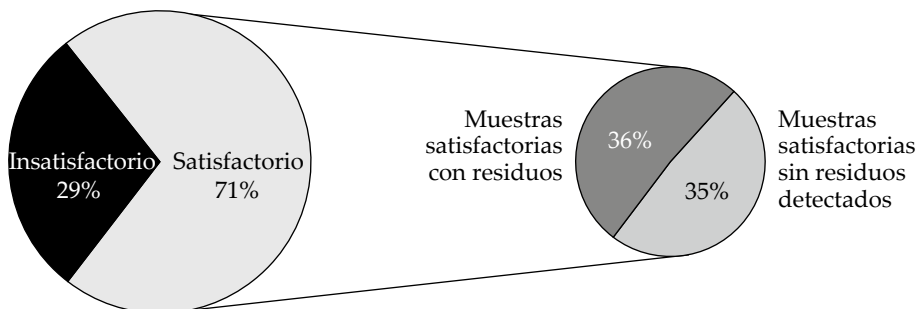 Insatisfactorio
29%
Satisfactorio
71%
Muestras
satisfactorias
con residuos
36%
35%
Muestras
satisfactorias
sin residuos
detectados